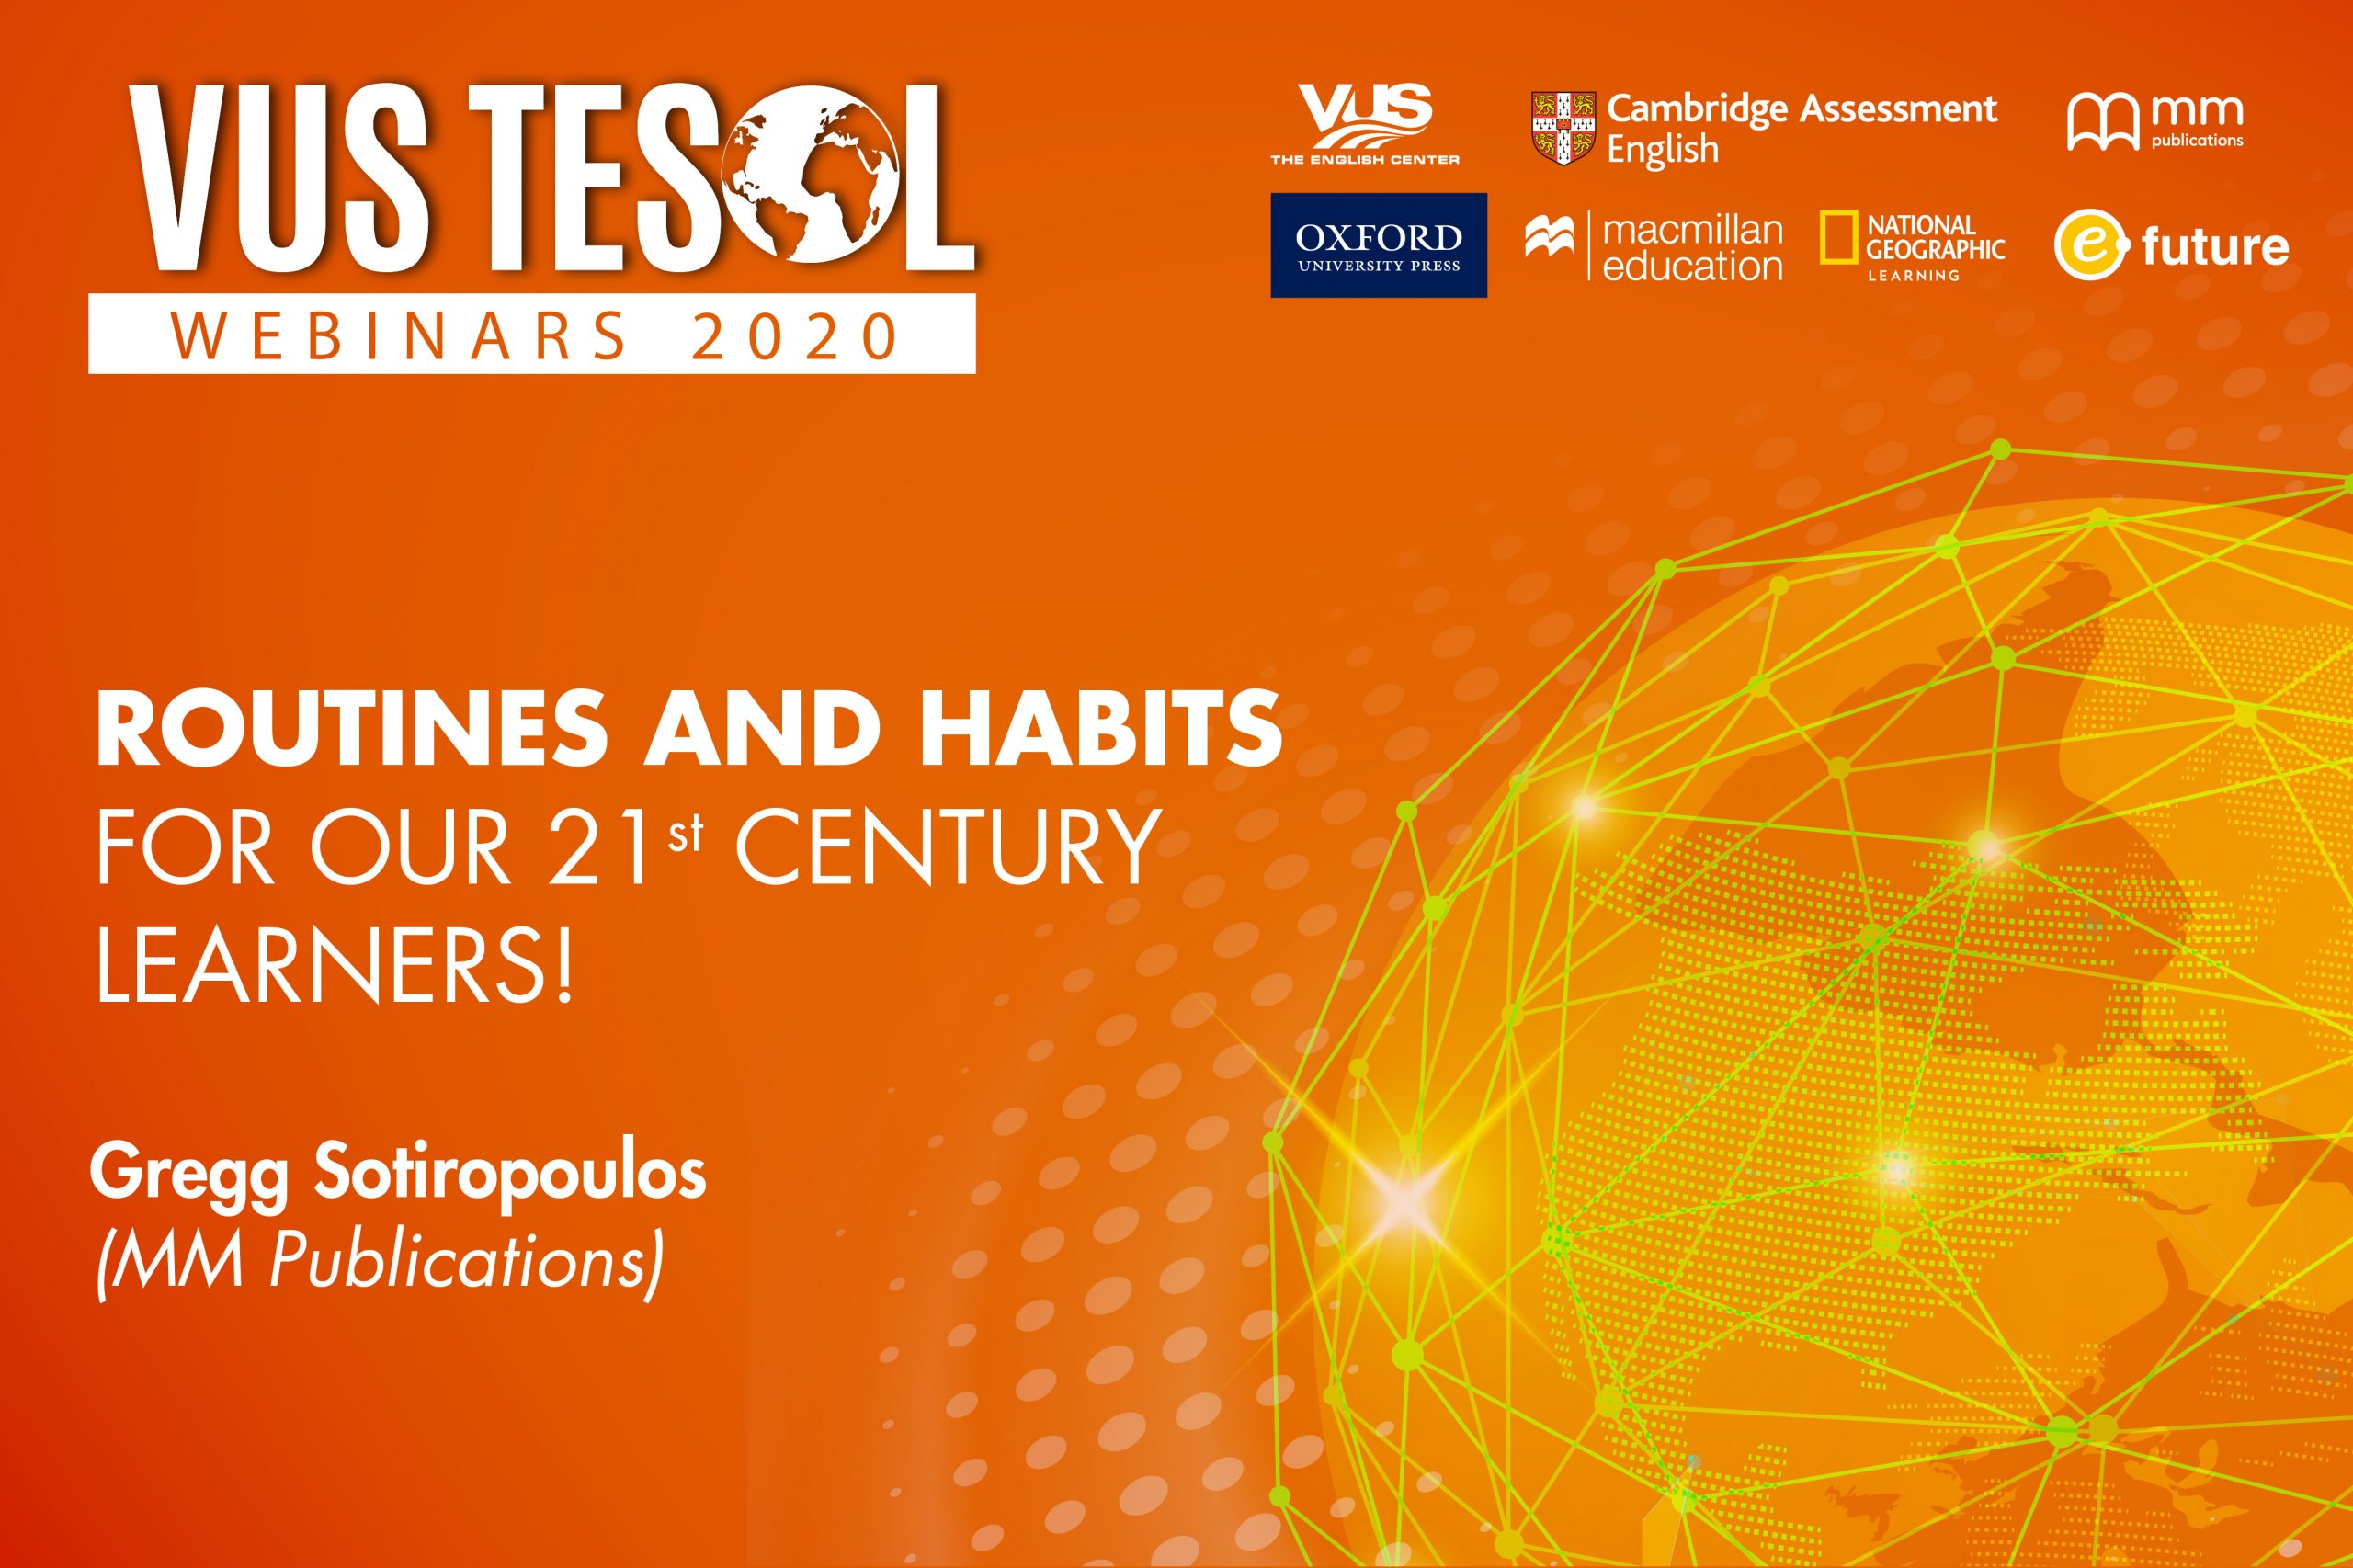 VUS TESOL
WEBINARS 2020
VUS
THE ENGLISH CENTER
Cambridge Assessment
English
mm
publications
OXFORD
UNIVERSITY PRESS
macmillan
education
NATIONAL
GEOGRAPHIC
LEARNING
e future
ROUTINES AND HABITS
FOR OUR 21st CENTURY
LEARNERS!
Gregg Sotiropoulos
(MM Publications)